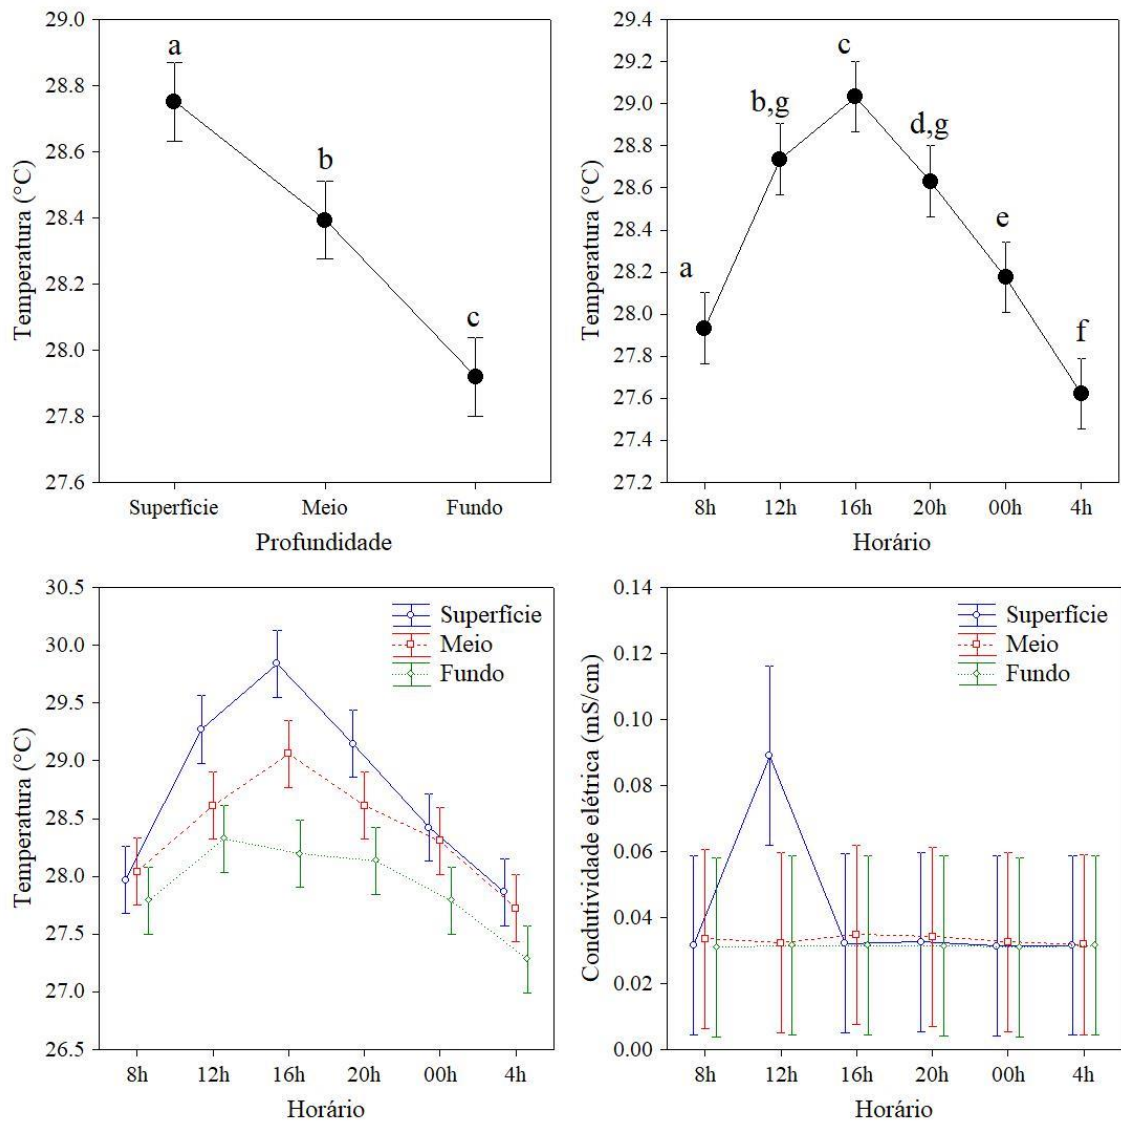 29.0
28.8
28.6
28.4
28.2
28.0
27.8
27.6
Temperatura (°C)
a
b
c
Superfície Meio Fundo
Profundidade
29.4
29.2
29.0
28.8
28.6
28.4
28.2
28.0
27.8
27.6
27.4
27.2
Temperatura (°C)
a
b,g
c
d,g
e
f
8h 12h 16h 20h 00h 4h
Horário
30.5
30.0
29.5
29.0
28.5
28.0
27.5
27.0
26.5
Temperatura (°C)
Superfície
Meio
Fundo
8h 12h 16h 20h 00h 4h
Horário
0.14
0.12
0.10
0.08
0.06
0.04
0.02
0.00
Condutividade elétrica (mS/cm)
Superfície
Meio
Fundo
8h 12h 16h 20h 00h 4h
Horário